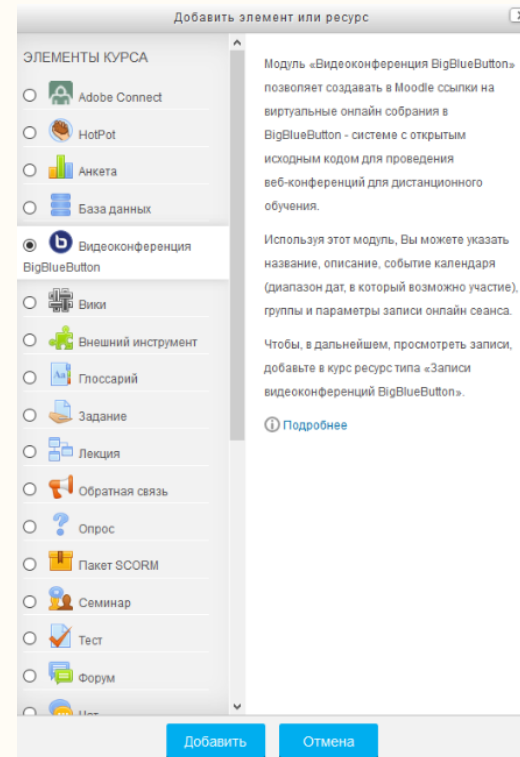 Добавить элемент или ресурс
ЭЛЕМЕНТЫ КУРСА
Adobe Connect
HotPot
Анкета
База данных
Видеоконференция
BigBlueButton
Вики
Внешний инструмент
Глоссарий
Задание
Лекция
Обратная связь
Опрос
Пакет SCORM
Семинар
Тест
Форум
Модуль «Видеоконференция BigBlueButton»
позволяет создавать в Moodle ссылки на
виртуальные онлайн собрания в
BigBlueButton - системе с открытым
исходным кодом для проведения
веб-конференций для дистанционного
обучения.
Используя этот модуль, Вы можете указать
название, описание, событие календаря
(диапазон дат, в который возможно участие),
группы и параметры записи онлайн сеанса.
Чтобы, в дальнейшем, просмотреть записи,
добавьте в курс ресурс типа «Записи
видеоконференций BigBlueButton».
Подробнее
Добавить
Отмена